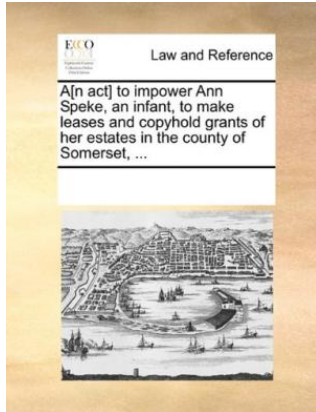 ECCO
Law and Reference
A[n act] to impower Ann
Speke, an infant, to make
leases and copyhold grants of
her estates in the county of
Somerset, ...